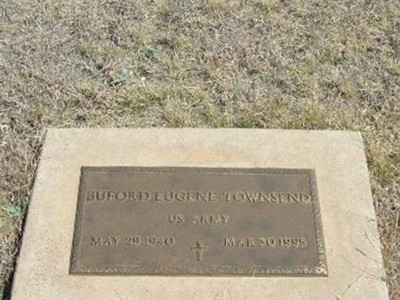 BUFORD EUGENE TOWNSEND
US ARMY
MAY 29 1940 MAR 20 1995